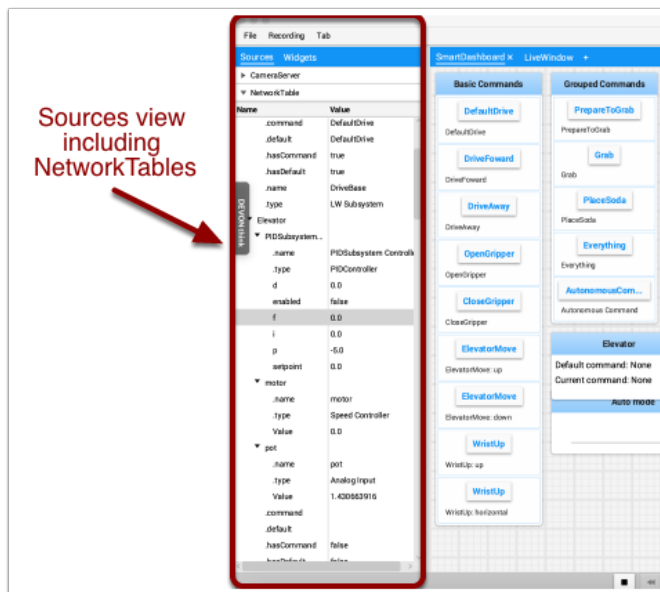 File Recording Tab
Sources Widgets
CameraServer
NetworkTable
Name Value
.command DefaultDrive
.default DefaultDrive
.hasCommand true
.hasDefault true
.name DriveBase
.type LW Subsystem
Elevator
PIDSubsystem...
.name PIDSubsystem Controll
.type PIDController
d 0.0
enabled false
f 0.0
i 0.0
p -5.0
setpoint 0.0
motor
.name motor
.type Speed Controller
Value 0.0
pot
.name pot
.type Analog Input
Value 1.430663916
.command
.default
.hasCommand false
.hasDefault false
DEVONthink
Sources view
including
NetworkTables
SmartDashboard × LiveWindow +
Basic Commands
DefaultDrive
DefaultDrive
DriveFoward
DriveFoward
DriveAway
DriveAway
OpenGripper
OpenGripper
CloseGripper
CloseGripper
ElevatorMove
ElevatorMove: up
ElevatorMove
ElevatorMove: down
WristUp
WristUp: up
WristUp
WristUp: horizontal
Grouped Commands
PrepareToGrab
PrepareToGrab
Grab
Grab
PlaceSoda
PlaceSoda
Everything
Everything
AutonomousCom...
Autonomous Command
Elevator
Default command: None
Current command: None
Auto mode